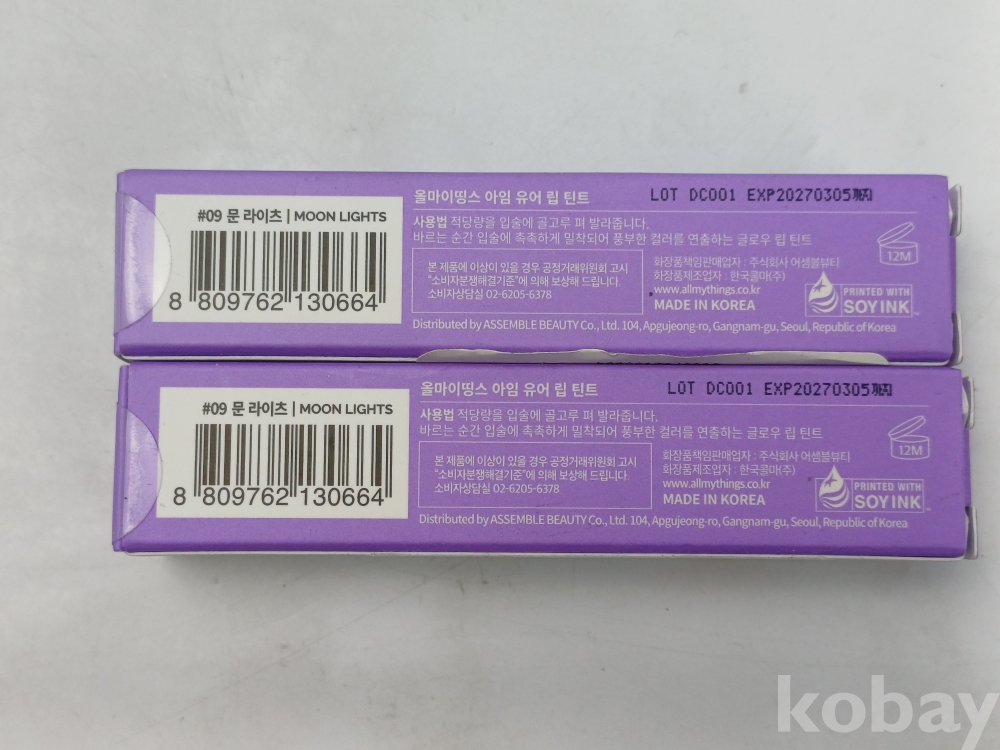 #09 문 라이츠 | MOON LIGHTS
8 809762 130664
올마이띵스 아임 유어 립 틴트
LOT DC001 EXP20270305까지
사용법 적당량을 입술에 골고루 펴 발라줍니다.
바르는 순간 입술에 촉촉하게 밀착되어 풍부한 컬러를 연출하는 글로우 립 틴트
본 제품에 이상이 있을 경우 공정거래위원회 고시
"소비자분쟁해결기준"에 의해 보상해 드립니다.
소비자상담실 02-6205-6378
화장품책임판매업자 : 주식회사 어셈블뷰티
화장품제조업자 : 한국콜마(주)
www.allmythings.co.kr
MADE IN KOREA
12M
PRINTED WITH
SOY INK
Distributed by ASSEMBLE BEAUTY Co., Ltd. 104, Apgujeong-ro, Gangnam-gu, Seoul, Republic of Korea
#09 문 라이츠 | MOON LIGHTS
8 809762 130664
올마이띵스 아임 유어 립 틴트
LOT DC001 EXP20270305까지
사용법 적당량을 입술에 골고루 펴 발라줍니다.
바르는 순간 입술에 촉촉하게 밀착되어 풍부한 컬러를 연출하는 글로우 립 틴트
본 제품에 이상이 있을 경우 공정거래위원회 고시
"소비자분쟁해결기준"에 의해 보상해 드립니다.
소비자상담실 02-6205-6378
화장품책임판매업자 : 주식회사 어셈블뷰티
화장품제조업자 : 한국콜마(주)
www.allmythings.co.kr
MADE IN KOREA
12M
PRINTED WITH
SOY INK
Distributed by ASSEMBLE BEAUTY Co., Ltd. 104, Apgujeong-ro, Gangnam-gu, Seoul, Republic of Korea
kobay